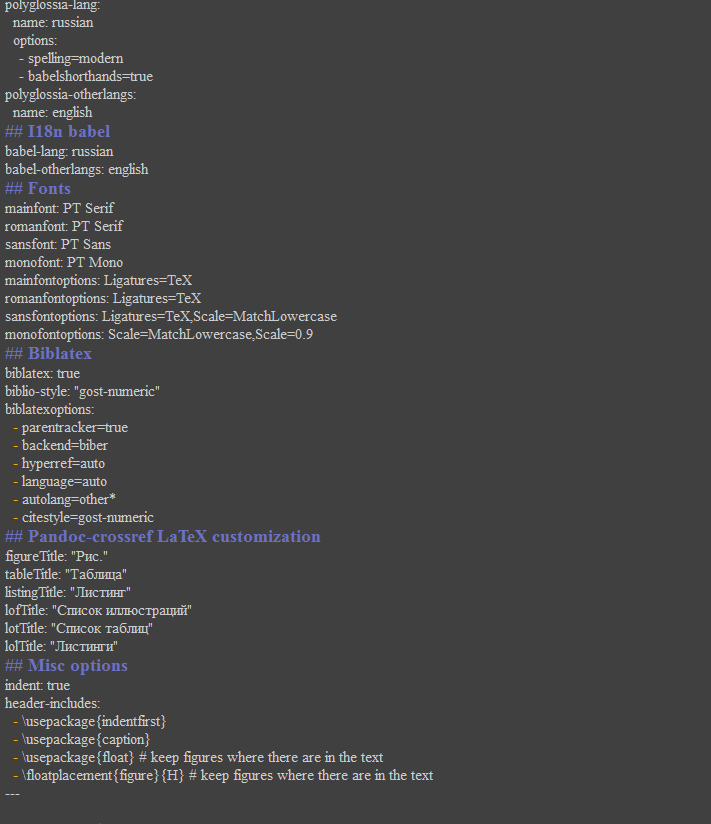 polyglossia-lang:
name: russian
options:
- spelling=modern
- babelshorthands=true
polyglossia-otherlangs:
name: english
## I18n babel
babel-lang: russian
babel-otherlangs: english
## Fonts
mainfont: PT Serif
romanfont: PT Serif
sansfont: PT Sans
monofont: PT Mono
mainfontoptions: Ligatures=TeX
romanfontoptions: Ligatures=TeX
sansfontoptions: Ligatures=TeX,Scale=MatchLowercase
monofontoptions: Scale=MatchLowercase,Scale=0.9
## Biblatex
biblatex: true
biblio-style: "gost-numeric"
biblatexoptions:
- parentracker=true
- backend=biber
- hyperref=auto
- language=auto
- autolang=other*
- citestyle=gost-numeric
## Pandoc-crossref LaTeX customization
figureTitle: "Рис."
tableTitle: "Таблица"
listingTitle: "Листинг"
lofTitle: "Список иллюстраций"
lotTitle: "Список таблиц"
lolTitle: "Листинги"
## Misc options
indent: true
header-includes:
- \usepackage{indentfirst}
- \usepackage{caption}
- \usepackage{float} # keep figures where there are in the text
- \floatplacement{figure}{H} # keep figures where there are in the text
---